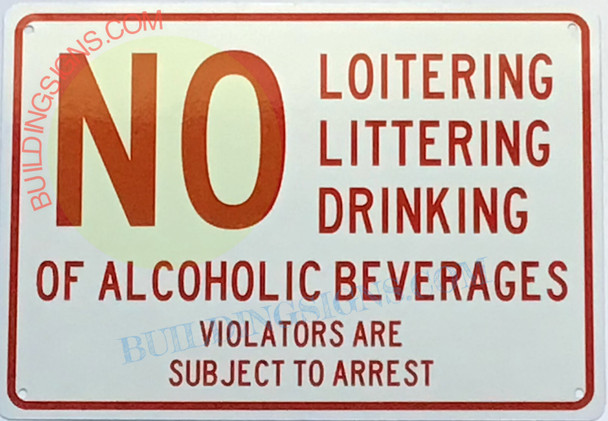 BUILDINGSIGNS.COM
NO
LOITERING
LITTERING
DRINKING
OF ALCOHOLIC BEVERAGES
BUILDINGSIGNS.COM
VIOLATORS ARE
SUBJECT TO ARREST